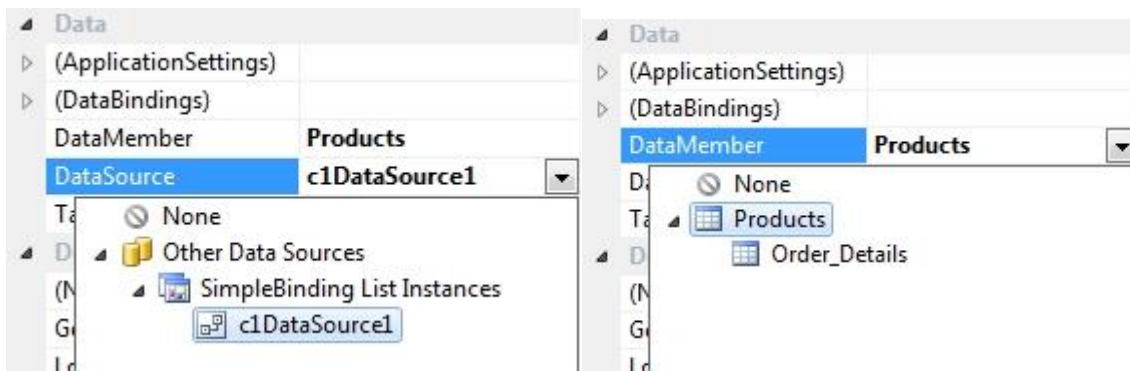 Data
(ApplicationSettings)
(DataBindings)
DataMember Products
DataSource c1DataSource1
None
Other Data Sources
SimpleBinding List Instances
c1DataSource1
Data
(ApplicationSettings)
(DataBindings)
DataMember Products
None
Products
Order_Details